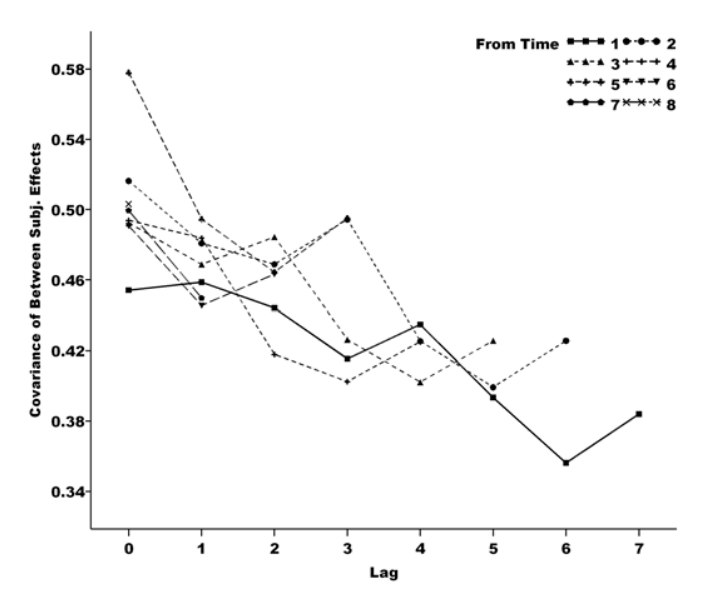 From Time 1 2
3 4
5 6
7 8
0.58
0.54
0.50
0.46
0.42
0.38
0.34
Covariance of Between Subj. Effects
0 1 2 3 4 5 6 7
Lag